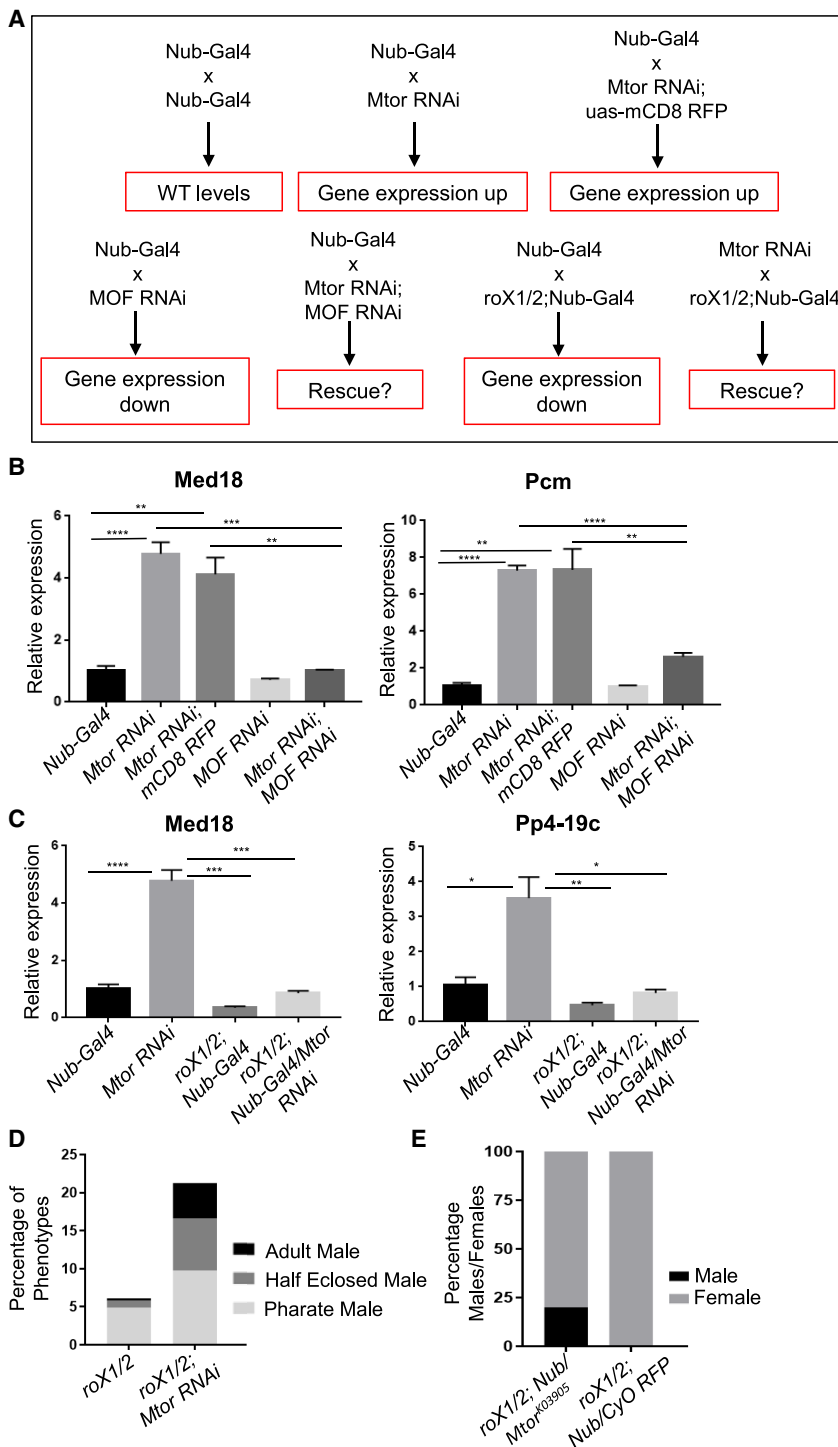 A
Nub-Gal4
x
Nub-Gal4
WT levels
Nub-Gal4
x
Mtor RNAi
Gene expression up
Nub-Gal4
x
Mtor RNAi;
uas-mCD8 RFP
Gene expression up
Nub-Gal4
x
MOF RNAi
Gene expression
down
Nub-Gal4
x
Mtor RNAi;
MOF RNAi
Rescue?
Nub-Gal4
x
roX1/2;Nub-Gal4
Gene expression
down
Mtor RNAi
x
roX1/2;Nub-Gal4
Rescue?
B
Med18
Relative expression
6
4
2
0
**
****
***
**
Nub-Gal4
Mtor RNAi
Mtor RNAi;
mCD8 RFP
MOF RNAi
Mtor RNAi;
MOF RNAi
Pcm
Relative expression
10
8
6
4
2
0
**
****
****
**
Nub-Gal4
Mtor RNAi
Mtor RNAi;
mCD8 RFP
MOF RNAi
Mtor RNAi;
MOF RNAi
C
Med18
Relative expression
6
4
2
0
****
***
***
Nub-Gal4
Mtor RNAi
roX1/2;
Nub-Gal4
roX1/2;
Nub-Gal4/Mtor
RNAi
Pp4-19c
Relative expression
5
4
3
2
1
0
*
*
**
Nub-Gal4
Mtor RNAi
roX1/2;
Nub-Gal4
roX1/2;
Nub-Gal4/Mtor
RNAi
D
Percentage of
Phenotypes
25
20
15
10
5
0
roX1/2
roX1/2;
Mtor RNAi
Adult Male
Half Eclosed Male
Pharate Male
E
Percentage
Males/Females
100
75
50
25
0
roX1/2; Nub/
Mtor^K03905
roX1/2;
Nub/CyO RFP
Male
Female